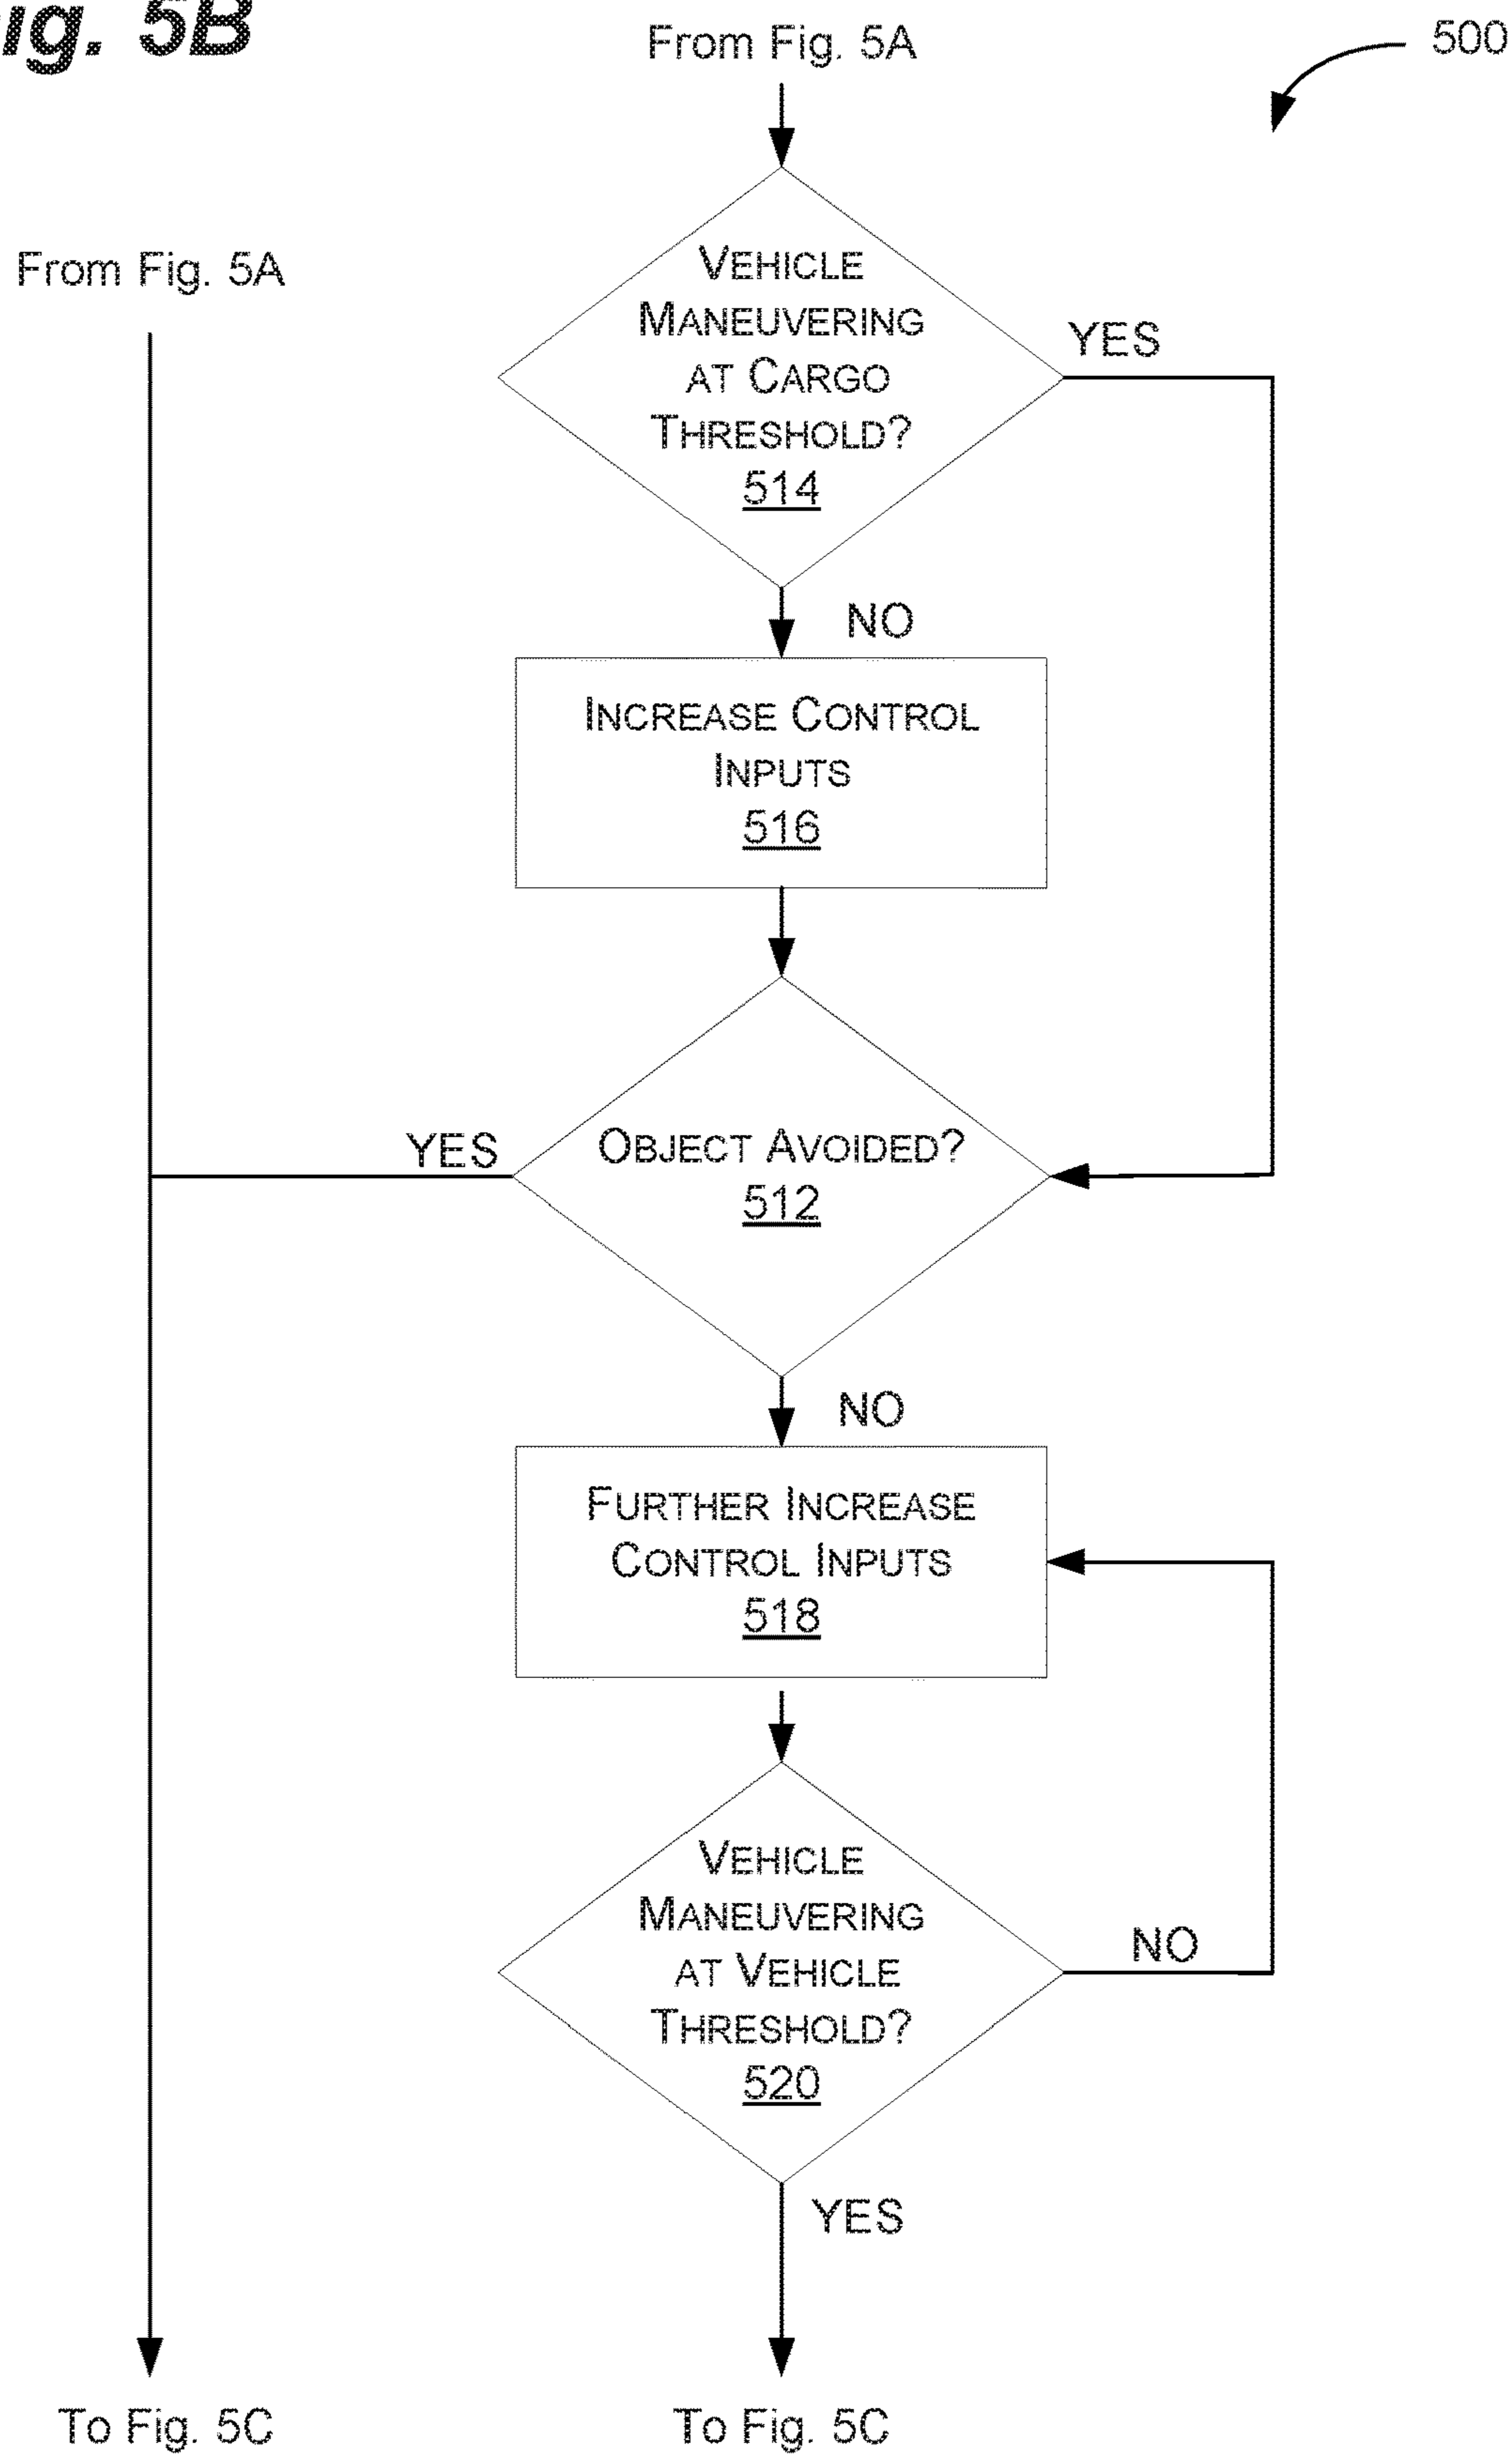 ig. 5B
From Fig. 5A
500
From Fig. 5A
VEHICLE
MANEUVERING
AT CARGO
THRESHOLD?
514
YES
NO
INCREASE CONTROL
INPUTS
516
YES
OBJECT AVOIDED?
512
NO
FURTHER INCREASE
CONTROL INPUTS
518
VEHICLE
MANEUVERING
AT VEHICLE
THRESHOLD?
520
NO
YES
To Fig. 5C
To Fig. 5C